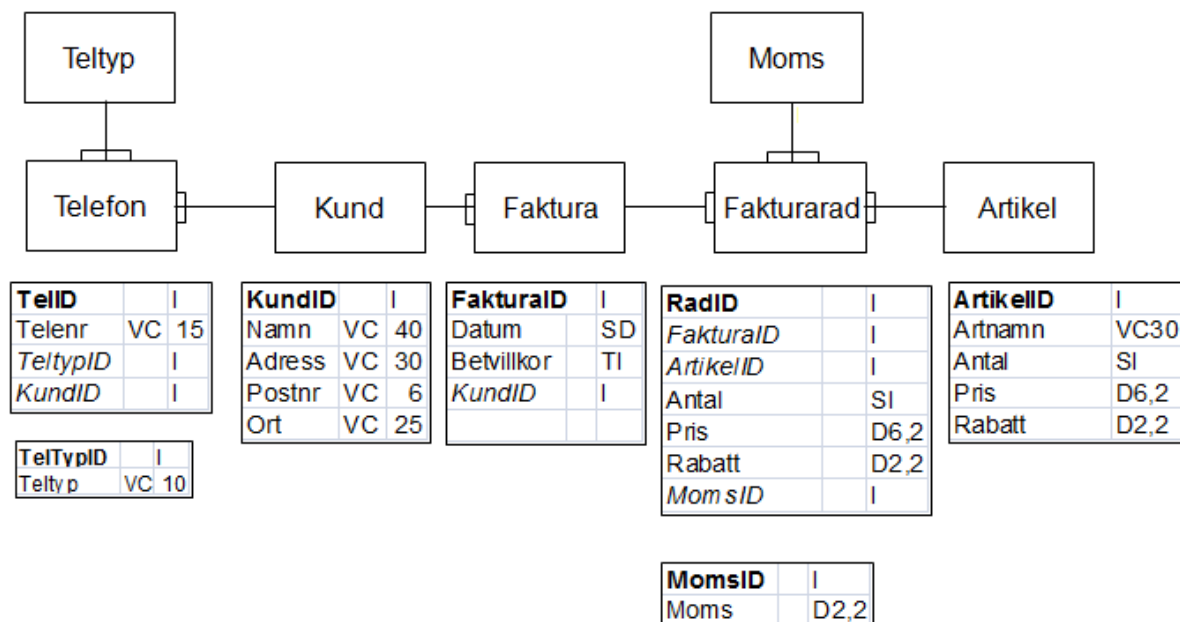 Teltyp
Moms
Telefon
Kund
Faktura
Fakturarad
Artikel
TelID I
Telenr VC 15
TeltypID I
KundID I
TelTypID I
Teltyp VC 10
KundID I
Namn VC 40
Adress VC 30
Postnr VC 6
Ort VC 25
FakturaID I
Datum SD
Betvillkor TI
KundID I
RadID I
FakturaID I
ArtikelID I
Antal SI
Pris D6,2
Rabatt D2,2
MomsID I
MomsID I
Moms D2,2
ArtikelID I
Artnamn VC30
Antal SI
Pris D6,2
Rabatt D2,2